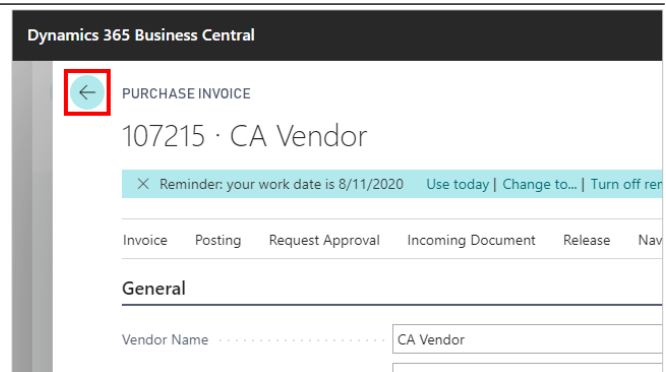 Dynamics 365 Business Central
PURCHASE INVOICE
107215 · CA Vendor
Reminder: your work date is 8/11/2020 Use today | Change to... | Turn off
Invoice Posting Request Approval Incoming Document Release
General
Vendor Name CA Vendor